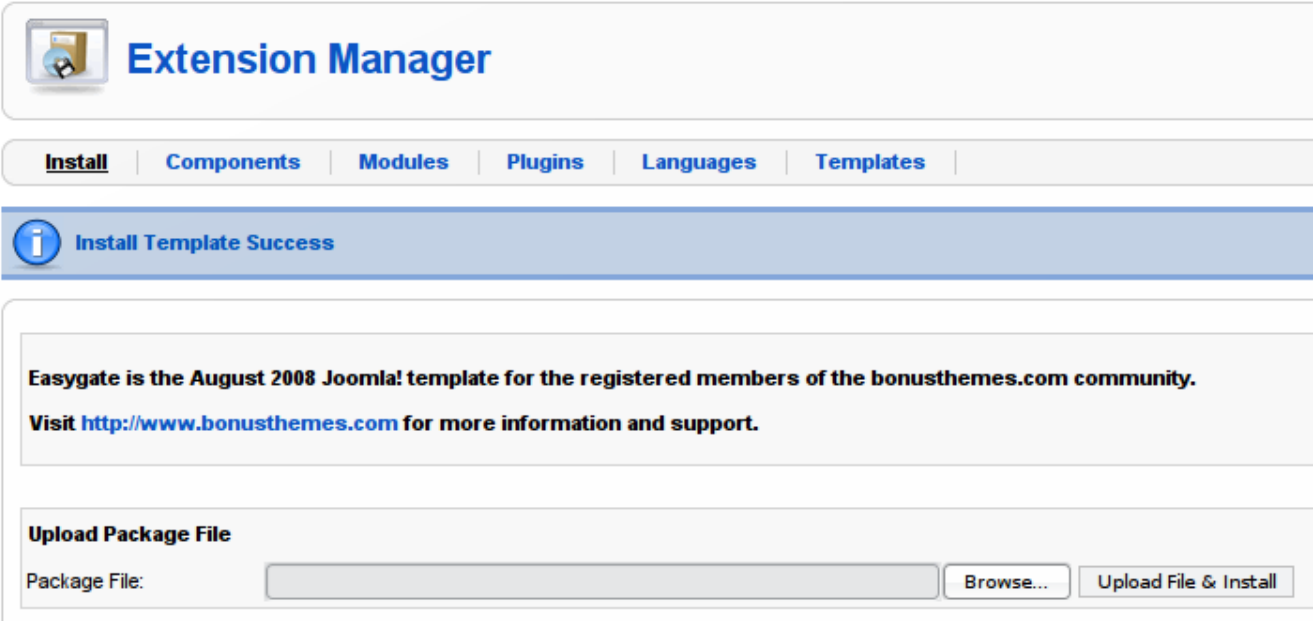 Extension Manager
Install Components Modules Plugins Languages Templates
Install Template Success
Easygate is the August 2008 Joomla! template for the registered members of the bonusthemes.com community.
Visit http://www.bonusthemes.com for more information and support.
Upload Package File
Package File: Browse... Upload File & Install